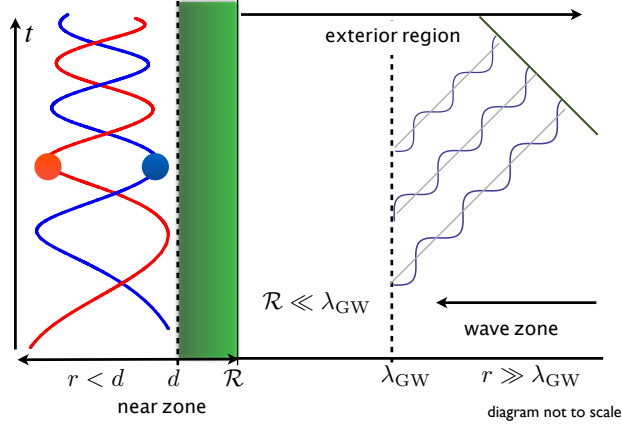 t
exterior region
ℛ ≪ λ_GW
wave zone
r < d
d
ℛ
λ_GW
r ≫ λ_GW
near zone
diagram not to scale